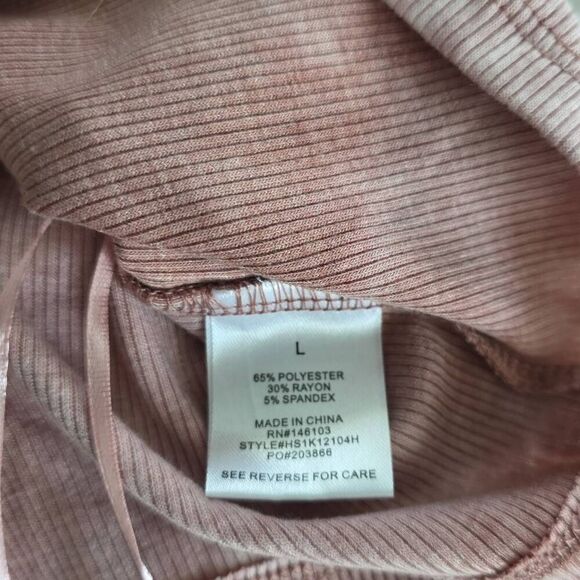 L
65% POLYESTER
30% RAYON
5% SPANDEX
MADE IN CHINA
RN#146103
STYLE#HS1K12104H
PO#203866
SEE REVERSE FOR CARE